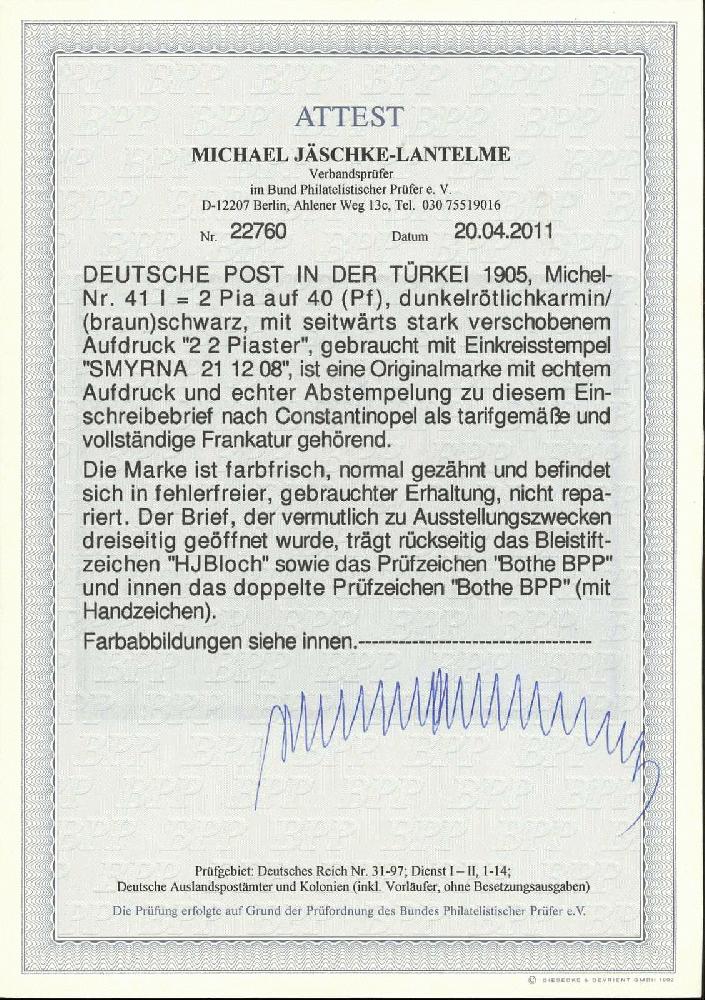 ATTEST
MICHAEL JÄSCHKE-LANTELME
Verbandsprüfer
im Bund Philatelistischer Prüfer e. V.
D-12207 Berlin, Ahlener Weg 13c, Tel. 030 75519016
Nr. 22760 Datum 20.04.2011
DEUTSCHE POST IN DER TÜRKEI 1905, Michel-
Nr. 41 I = 2 Pia auf 40 (Pf), dunkelrötlichkarmin/
(braun)schwarz, mit seitwärts stark verschobenem
Aufdruck "2 2 Piaster", gebraucht mit Einkreisstempel
"SMYRNA 21 12 08", ist eine Originalmarke mit echtem
Aufdruck und echter Abstempelung zu diesem Ein-
schreibebrief nach Constantinopel als tarifgemäße und
vollständige Frankatur gehörend.
Die Marke ist farbfrisch, normal gezähnt und befindet
sich in fehlerfreier, gebrauchter Erhaltung, nicht repa-
riert. Der Brief, der vermutlich zu Ausstellungszwecken
dreiseitig geöffnet wurde, trägt rückseitig das Bleistift-
zeichen "HJBloch" sowie das Prüfzeichen "Bothe BPP"
und innen das doppelte Prüfzeichen "Bothe BPP" (mit
Handzeichen).
Farbabbildungen siehe innen.-----------------------------------
Prüfgebiet: Deutsches Reich Nr. 31-97; Dienst I – II, 1-14;
Deutsche Auslandspostämter und Kolonien (inkl. Vorläufer, ohne Besetzungsausgaben)
Die Prüfung erfolgte auf Grund der Prüfordnung des Bundes Philatelistischer Prüfer e.V.
© GIESECKE & DEVRIENT GMBH 1992